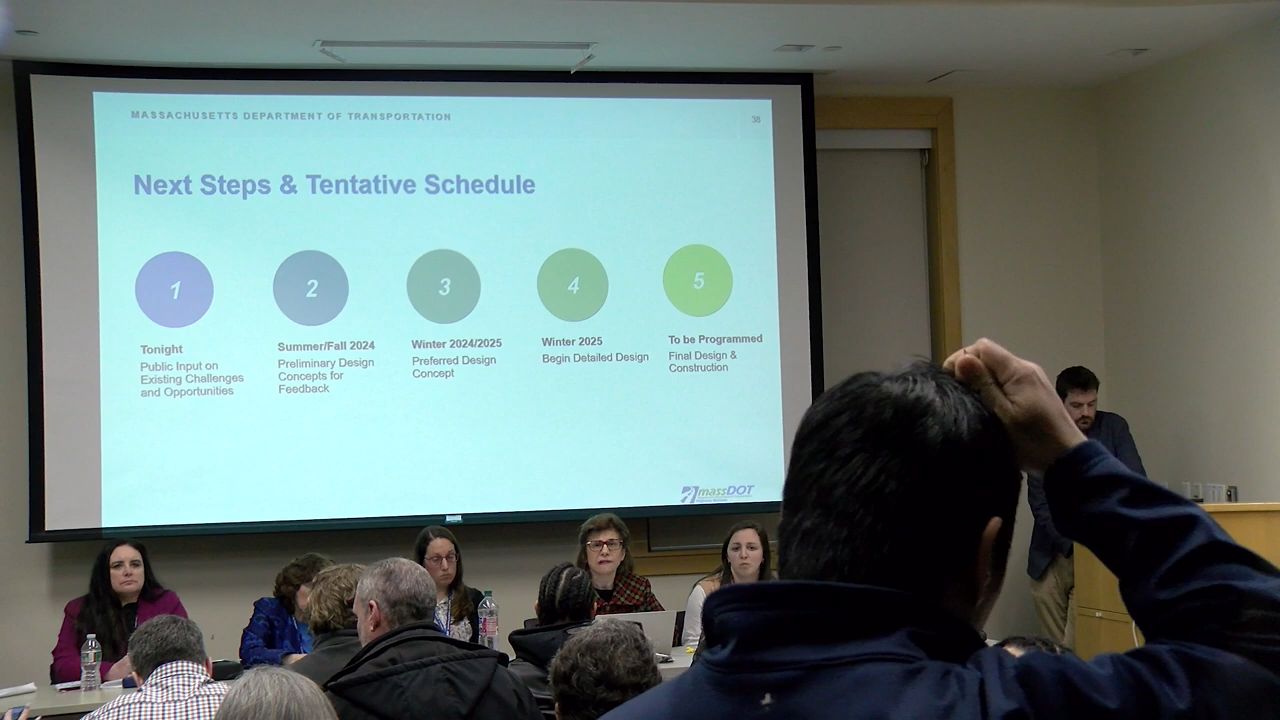 MASSACHUSETTS DEPARTMENT OF TRANSPORTATION
38
Next Steps & Tentative Schedule
1
2
3
4
5
Tonight
Public Input on
Existing Challenges
and Opportunities
Summer/Fall 2024
Preliminary Design
Concepts for
Feedback
Winter 2024/2025
Preferred Design
Concept
Winter 2025
Begin Detailed Design
To be Programmed
Final Design &
Construction
massDOT